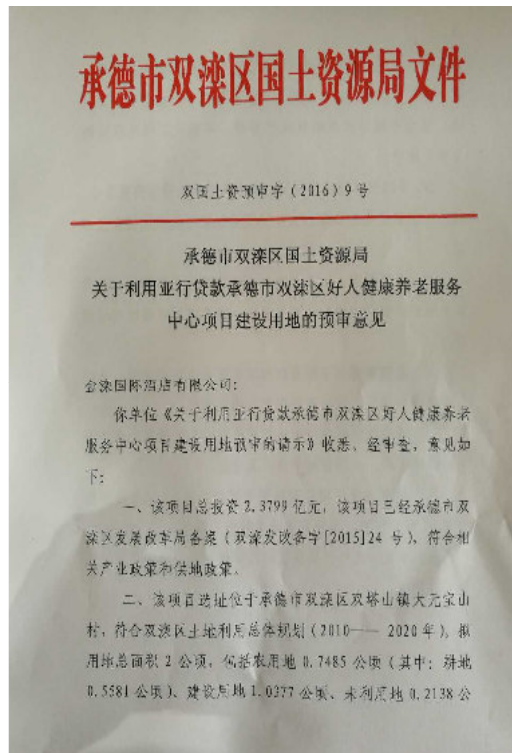 承德市双滦区国土资源局文件
双国土资预审字（2016）9号
承德市双滦区国土资源局
关于利用亚行贷款承德市双滦区好人健康养老服务
中心项目建设用地的预审意见
金滦国际酒店有限公司：
你单位《关于利用亚行贷款承德市双滦区好人健康养老
服务中心项目建设用地预审的请示》收悉、经审查，意见如
下：
一、该项目总投资2.3799亿元，该项目已经承德市双
滦区发展改革局备案（双滦发改备字[2015]24 号），符合相
关产业政策和供地政策。
二、该项目选址位于承德市双滦区双塔山镇大元宝山
村，符合双滦区土地利用总体规划（2010—— 2020年），拟
用地总面积2公顷，包括农用地0.7485公顷（其中：耕地
0.5581公顷）、建设用地1.0377公顷、未利用地0.2138公